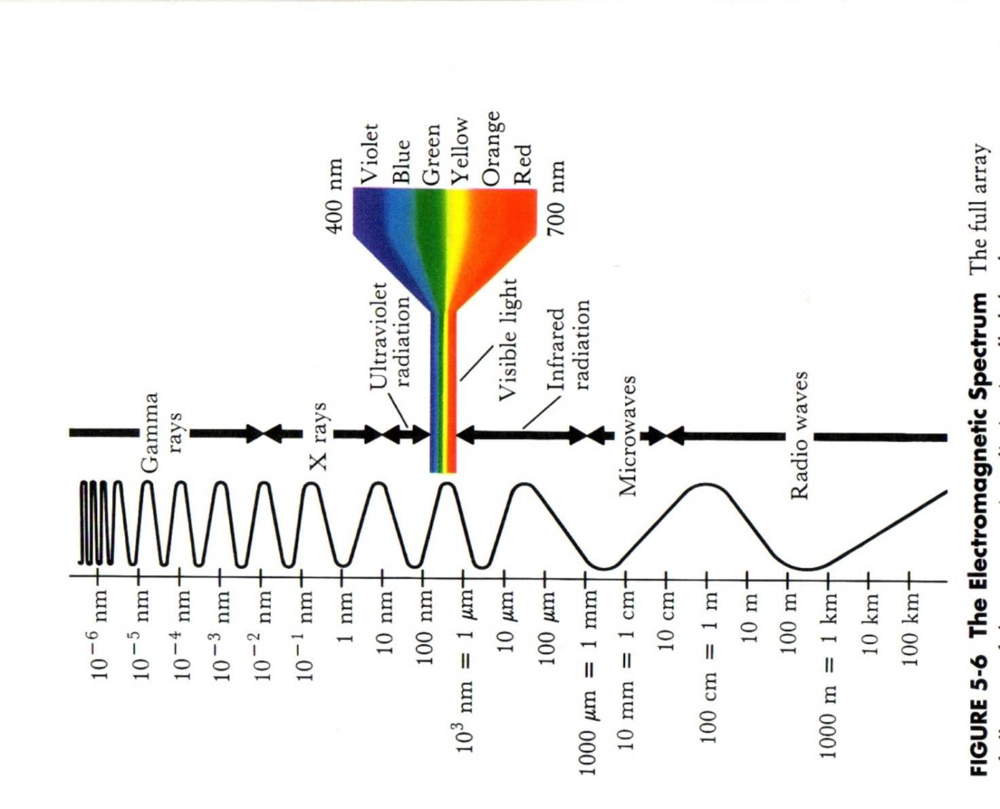 10⁻⁶ nm
10⁻⁵ nm
10⁻⁴ nm
10⁻³ nm
10⁻² nm
10⁻¹ nm
1 nm
10 nm
100 nm
10³ nm = 1 μm
10 μm
100 μm
1000 μm = 1 mm
10 mm = 1 cm
10 cm
100 cm = 1 m
10 m
100 m
1000 m = 1 km
10 km
100 km
Gamma
rays
X rays
Ultraviolet
radiation
Visible light
Infrared
radiation
Microwaves
Radio waves
400 nm
Violet
Blue
Green
Yellow
Orange
Red
700 nm
FIGURE 5-6 The Electromagnetic Spectrum The full array